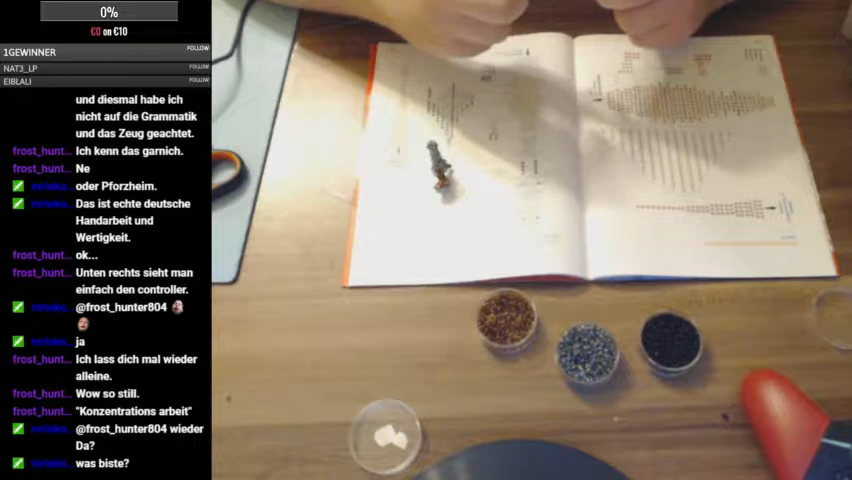 0%
€0 on €10
1GEWINNER FOLLOW
NAT3_LP FOLLOW
EIBLALI FOLLOW
und diesmal habe ich
nicht auf die Grammatik
und das Zeug geachtet.
frost_hunt... Ich kenn das garnich.
frost_hunt... Ne
oder Pforzheim.
Das ist echte deutsche
Handarbeit und
Wertigkeit.
frost_hunt... ok...
frost_hunt... Unten rechts sieht man
einfach den controller.
@frost_hunter804
ja
frost_hunt... Ich lass dich mal wieder
alleine.
frost_hunt... Wow so still.
frost_hunt... "Konzentrations arbeit"
@frost_hunter804 wieder
Da?
was biste?